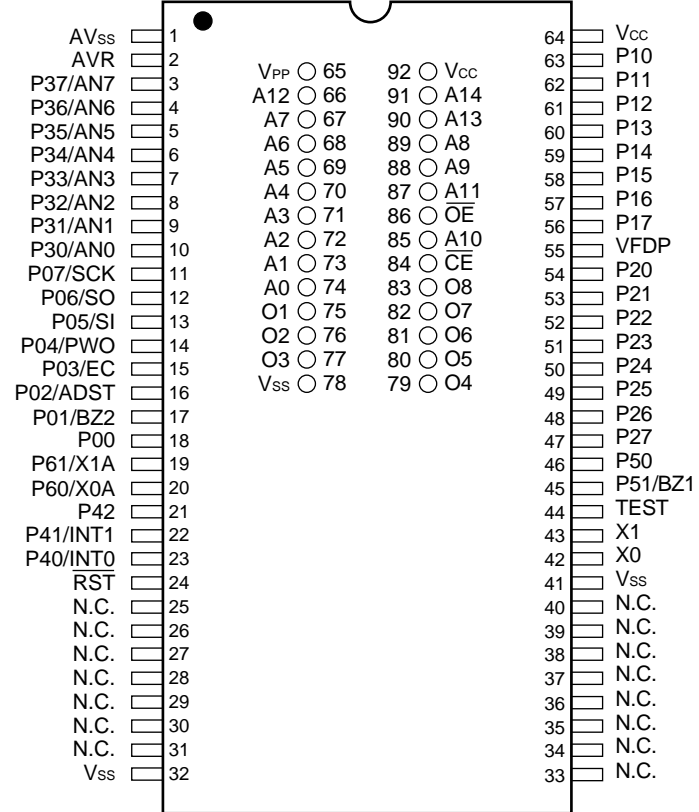 AVss 1 64 Vcc
AVR 2 63 P10
P37/AN7 3 VPP 65 92 Vcc 62 P11
P36/AN6 4 A12 66 91 A14 61 P12
P35/AN5 5 A7 67 90 A13 60 P13
P34/AN4 6 A6 68 89 A8 59 P14
P33/AN3 7 A5 69 88 A9 58 P15
P32/AN2 8 A4 70 87 A11 57 P16
P31/AN1 9 A3 71 86 OE 56 P17
P30/AN0 10 A2 72 85 A10 55 VFDP
P07/SCK 11 A1 73 84 CE 54 P20
P06/SO 12 A0 74 83 O8 53 P21
P05/SI 13 O1 75 82 O7 52 P22
P04/PWO 14 O2 76 81 O6 51 P23
P03/EC 15 O3 77 80 O5 50 P24
P02/ADST 16 Vss 78 79 O4 49 P25
P01/BZ2 17 48 P26
P00 18 47 P27
P61/X1A 19 46 P50
P60/X0A 20 45 P51/BZ1
P42 21 44 TEST
P41/INT1 22 43 X1
P40/INT0 23 42 X0
RST 24 41 Vss
N.C. 25 40 N.C.
N.C. 26 39 N.C.
N.C. 27 38 N.C.
N.C. 28 37 N.C.
N.C. 29 36 N.C.
N.C. 30 35 N.C.
N.C. 31 34 N.C.
Vss 32 33 N.C.